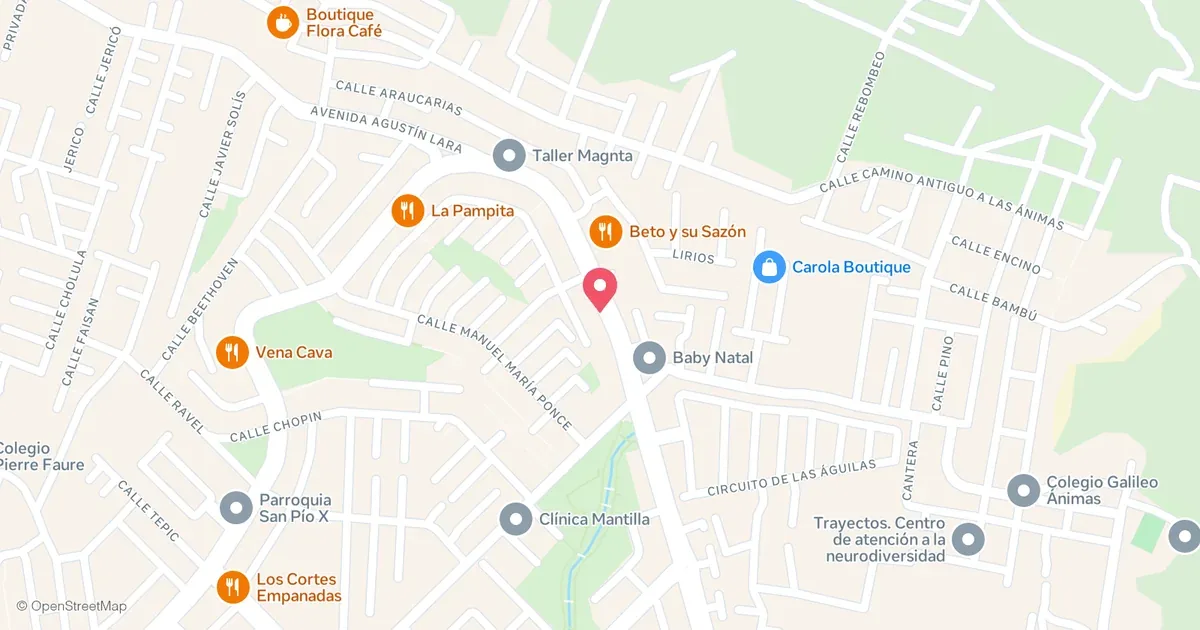 Boutique
Flora Café
PRIVADA
CALLE JERICÓ
JERICO
CALLE JAVIER SOLÍS
CALLE ARAUCARIAS
AVENIDA AGUSTÍN LARA
Taller Magnta
CALLE REBOMBEO
CALLE CAMINO ANTIGUO A LAS ÁNIMAS
La Pampita
Beto y su Sazón
LIRIOS
Carola Boutique
CALLE ENCINO
CALLE BAMBÚ
CALLE CHOLULA
CALLE FAISAN
CALLE BEETHOVEN
Vena Cava
CALLE MANUEL MARÍA PONCE
Baby Natal
CALLE PINO
CALLE RAVEL
CALLE CHOPIN
Colegio
Pierre Faure
CALLE TEPIC
Parroquia
San Pío X
Clínica Mantilla
CIRCUITO DE LAS ÁGUILAS
CANTERA
Colegio Galileo
Ánimas
Trayectos. Centro
de atención a la
neurodiversidad
Los Cortes
Empanadas
© OpenStreetMap